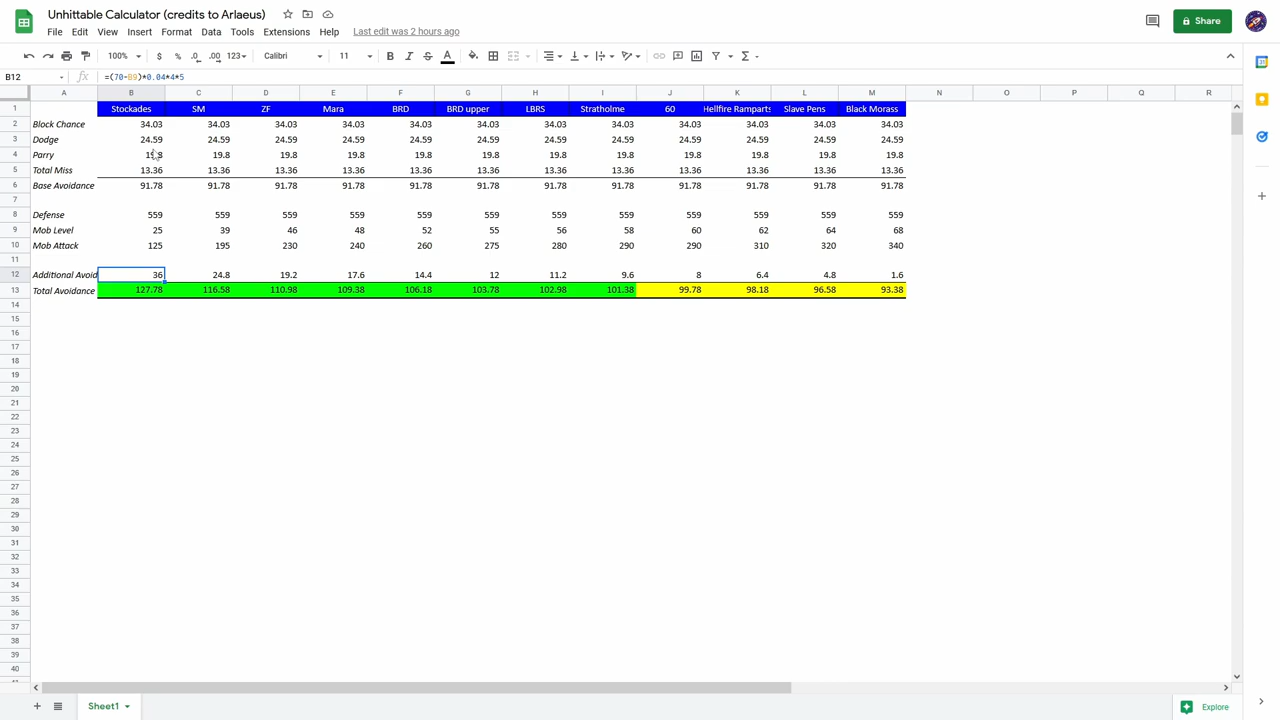 Unhittable Calculator (credits to Arlaeus)
File Edit View Insert Format Data Tools Extensions Help Last edit was 2 hours ago
Share
100% $ % .0 .00 123 Calibri 11 B I S A Σ
B12 fx =(70-B9)*0.04*4*5
A B C D E F G H I J K L M N O P Q R S
1 Stockades SM ZF Mara BRD BRD upper LBRS Stratholme 60 Hellfire Ramparts Slave Pens Black Morass
2 Block Chance 34.03 34.03 34.03 34.03 34.03 34.03 34.03 34.03 34.03 34.03 34.03 34.03
3 Dodge 24.59 24.59 24.59 24.59 24.59 24.59 24.59 24.59 24.59 24.59 24.59 24.59
4 Parry 19.8 19.8 19.8 19.8 19.8 19.8 19.8 19.8 19.8 19.8 19.8 19.8
5 Total Miss 13.36 13.36 13.36 13.36 13.36 13.36 13.36 13.36 13.36 13.36 13.36 13.36
6 Base Avoidance 91.78 91.78 91.78 91.78 91.78 91.78 91.78 91.78 91.78 91.78 91.78 91.78
7
8 Defense 559 559 559 559 559 559 559 559 559 559 559 559
9 Mob Level 25 39 46 48 52 55 56 58 60 62 64 68
10 Mob Attack 125 195 230 240 260 275 280 290 290 310 320 340
11
12 Additional Avoid 36 24.8 19.2 17.6 14.4 12 11.2 9.6 8 6.4 4.8 1.6
13 Total Avoidance 127.78 116.58 110.98 109.38 106.18 103.78 102.98 101.38 99.78 98.18 96.58 93.38
14
15
16
17
18
19
20
21
22
23
24
25
26
27
28
29
30
31
32
33
34
35
36
37
38
39
40
Sheet1
Explore